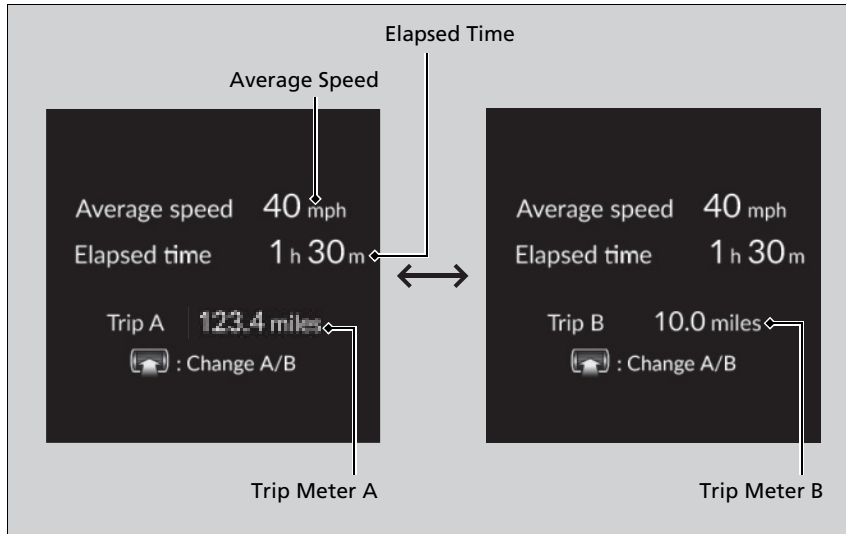 Elapsed Time
Average Speed
Average speed 40 mph
Elapsed time 1 h 30 m
Trip A 123.4 miles
: Change A/B
Average speed 40 mph
Elapsed time 1 h 30 m
Trip B 10.0 miles
: Change A/B
Trip Meter A
Trip Meter B